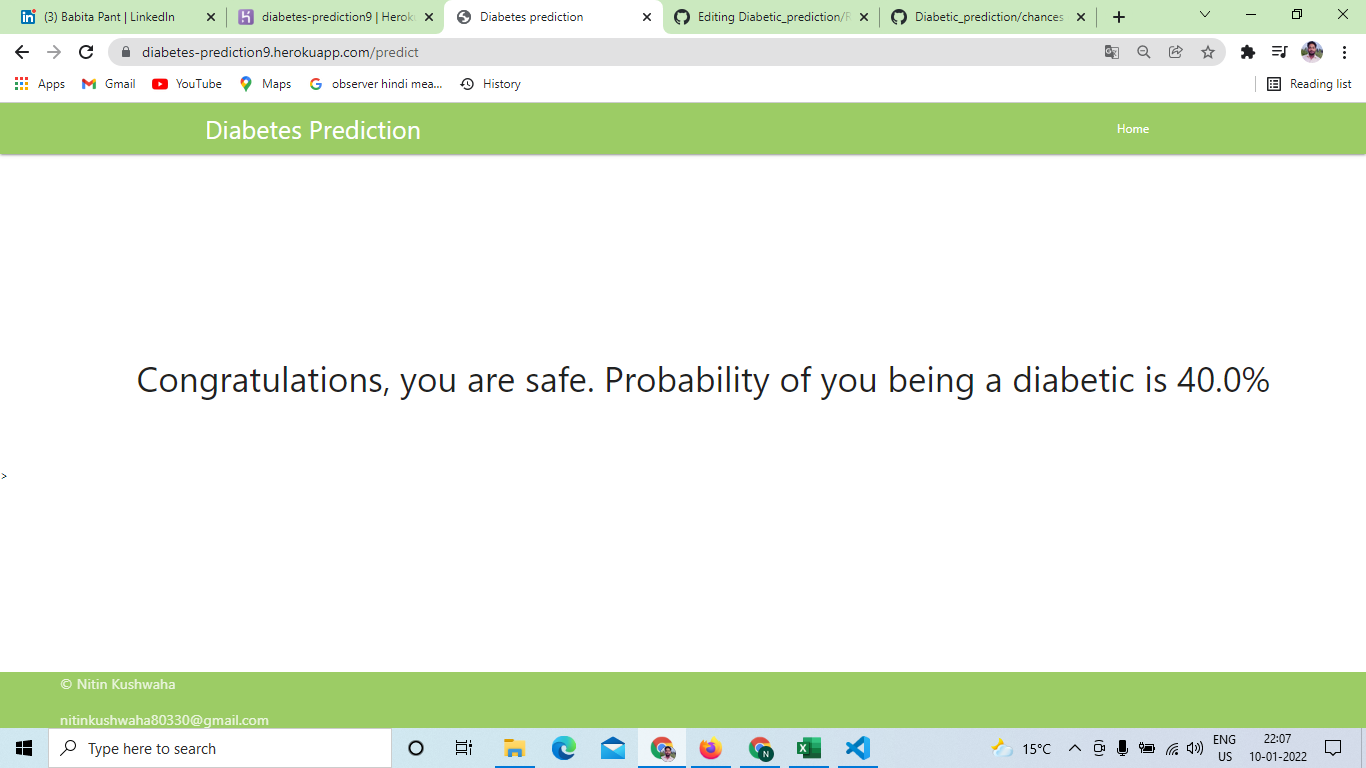 (3) Babita Pant | LinkedIn
diabetes-prediction9 | Herok
Diabetes prediction
Editing Diabetic_prediction/R
Diabetic_prediction/chances
diabetes-prediction9.herokuapp.com/predict
Apps
Gmail
YouTube
Maps
observer hindi mea...
History
Reading list
Diabetes Prediction
Home
Congratulations, you are safe. Probability of you being a diabetic is 40.0%
>
© Nitin Kushwaha
nitinkushwaha80330@gmail.com
Type here to search
N
15°C
ENG
US
22:07
10-01-2022